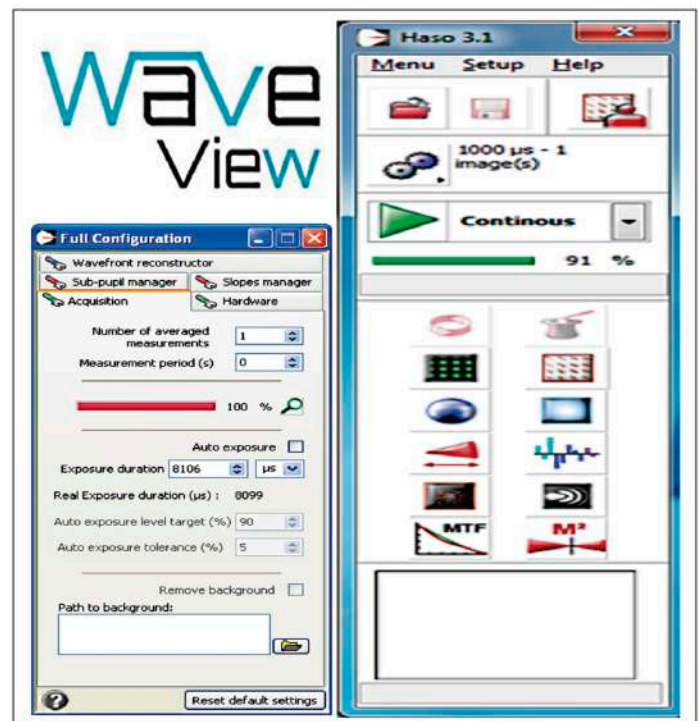 Wave
View
Full Configuration
Wavefront reconstructor
Sub-pupil manager Slopes manager
Acquisition Hardware
Number of averaged
measurements 1
Measurement period (s) 0
100 %
Auto exposure
Exposure duration 8106 µs
Real Exposure duration (µs) : 8099
Auto exposure level target (%) 90
Auto exposure tolerance (%) 5
Remove background
Path to background:
?
Reset default settings
Haso 3.1
Menu Setup Help
1000 µs - 1
image(s)
Continous
91 %
MTF M²